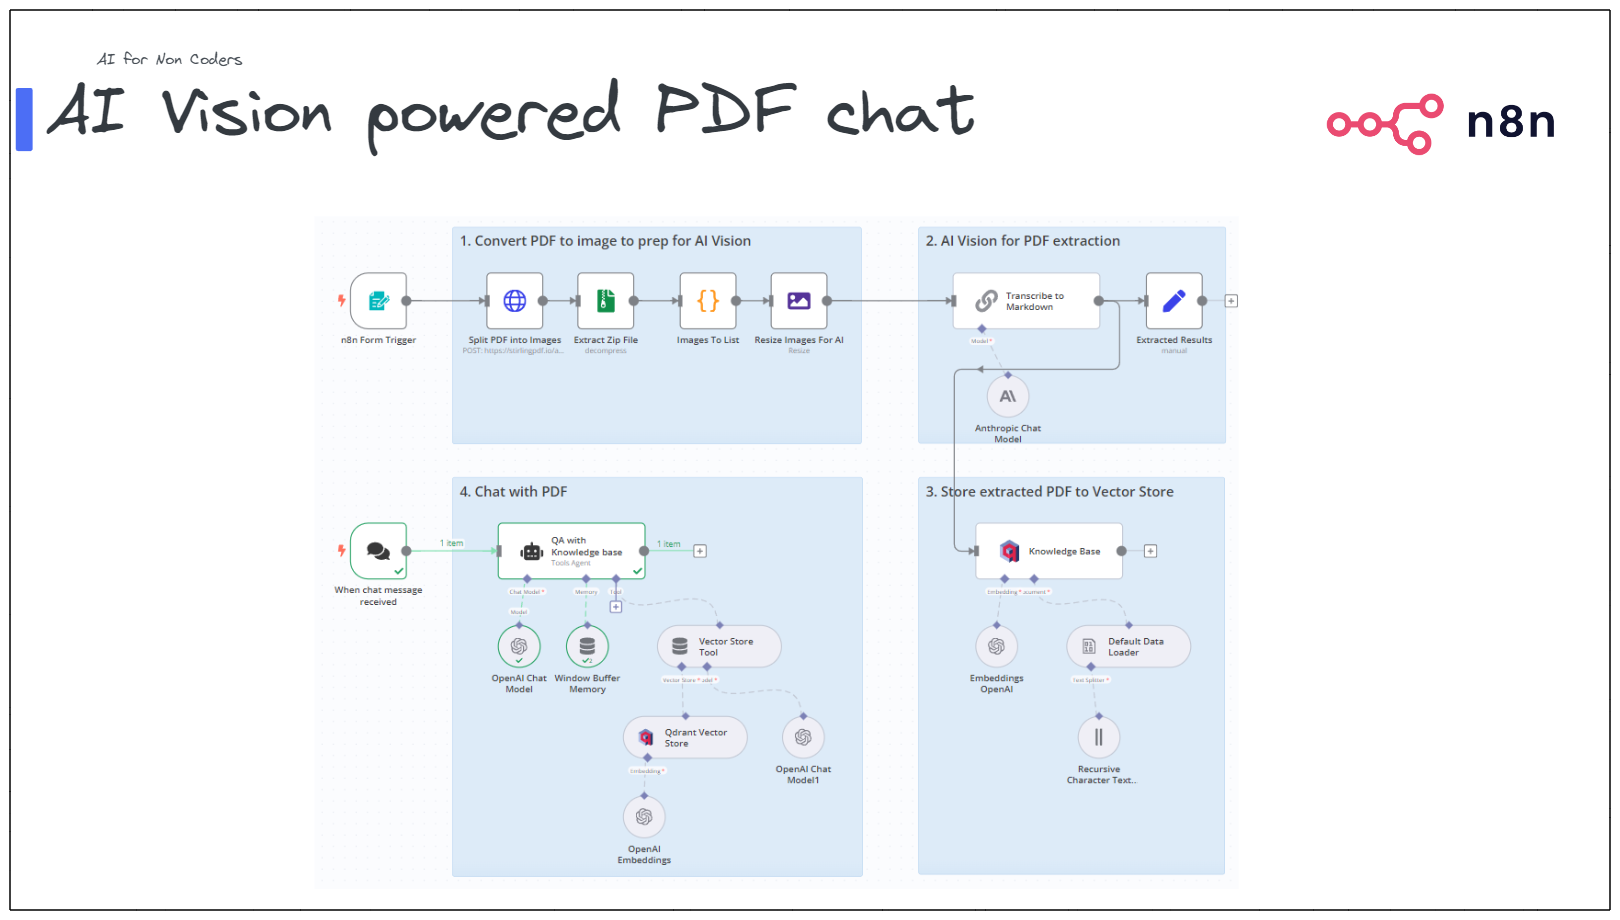 AI for Non Coders
AI Vision powered PDF chat
n8n
1. Convert PDF to image to prep for AI Vision
n8n Form Trigger
Split PDF into Images
POST: https://stirlingpdf.io/a...
Extract Zip File
decompress
Images To List
Resize Images For AI
Resize
2. AI Vision for PDF extraction
Transcribe to
Markdown
Model *
Anthropic Chat
Model
Extracted Results
manual
4. Chat with PDF
When chat message
received
1 item
QA with
Knowledge base
Tools Agent
1 item
Chat Model *
Memory
Tool
Model
OpenAI Chat
Model
2
Window Buffer
Memory
Vector Store
Tool
Vector Store *
odel *
Qdrant Vector
Store
Embedding *
OpenAI
Embeddings
OpenAI Chat
Model1
3. Store extracted PDF to Vector Store
Knowledge Base
Embedding *
ocument *
Embeddings
OpenAI
Default Data
Loader
Text Splitter *
Recursive
Character Text...